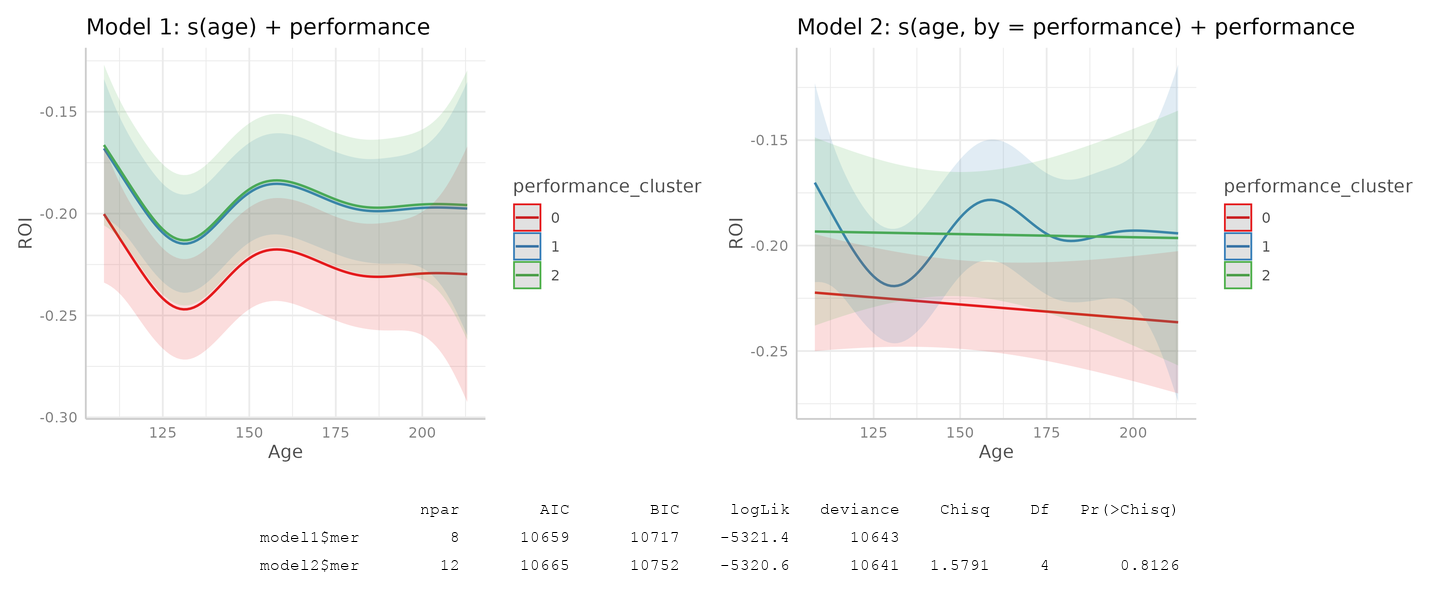 Model 1: s(age) + performance
-0.15
-0.20
-0.25
-0.30
ROI
125 150 175 200
Age
performance_cluster
0
1
2
Model 2: s(age, by = performance) + performance
-0.15
-0.20
-0.25
ROI
125 150 175 200
Age
performance_cluster
0
1
2
npar AIC BIC logLik deviance Chisq Df Pr(>Chisq)
model1$mer 8 10659 10717 -5321.4 10643
model2$mer 12 10665 10752 -5320.6 10641 1.5791 4 0.8126